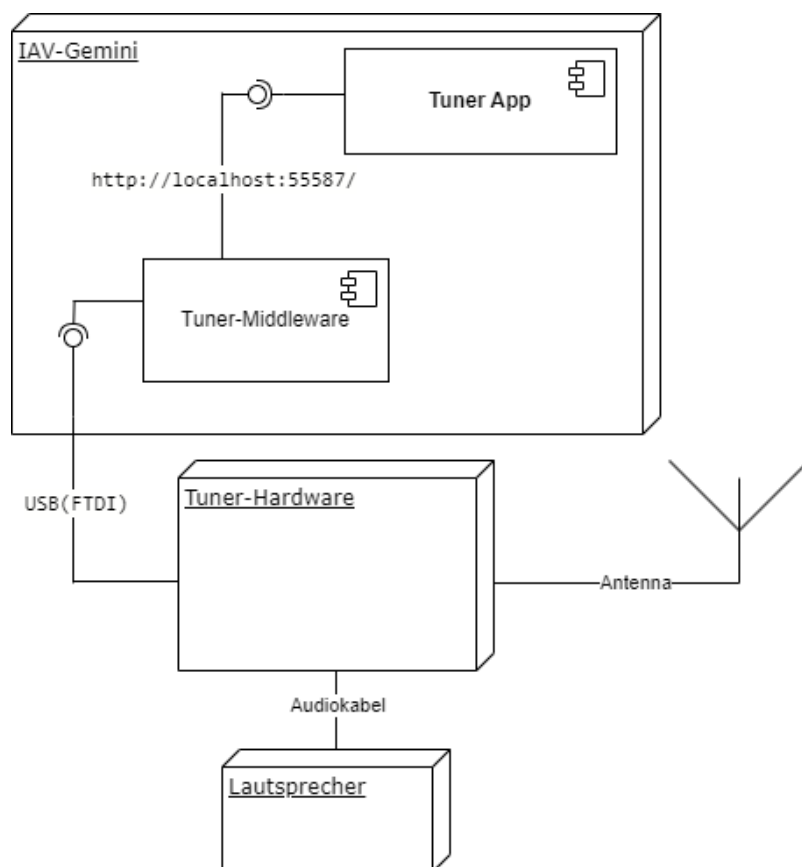 IAV-Gemini
Tuner App
http://localhost:55587/
Tuner-Middleware
USB(FTDI)
Tuner-Hardware
Antenna
Audiokabel
Lautsprecher